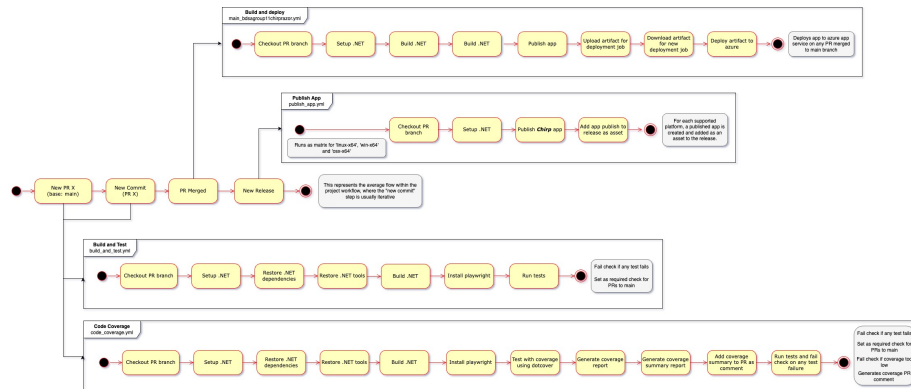 Build and deploy
main_bdsagroup11chirprazor.yml
Checkout PR branch
Setup .NET
Build .NET
Build .NET
Publish app
Upload artifact for
deployment job
Download artifact
for new
deployment job
Deploy artifact to
azure
Deploys app to azure app
service on any PR merged
to main branch
Publish App
publish_app.yml
Runs as matrix for 'linux-x64', 'win-x64'
and 'osx-x64'
Checkout PR
branch
Setup .NET
Publish Chirp app
Add app publish to
release as asset
For each supported
platform, a published app is
created and added as an
asset to the release.
New PR X
(base: main)
New Commit
(PR X)
PR Merged
New Release
This represents the average flow within the
project workflow, where the "new commit"
step is usually iterative
Build and Test
build_and_test.yml
Checkout PR branch
Setup .NET
Restore .NET
dependencies
Restore .NET tools
Build .NET
Install playwright
Run tests
Fail check if any test fails
Set as required check for
PRs to main
Code Coverage
code_coverage.yml
Checkout PR branch
Setup .NET
Restore .NET
dependencies
Restore .NET tools
Build .NET
Install playwright
Test with coverage
using dotcover
Generate coverage
report
Generate coverage
summary report
Add coverage
summary to PR as
comment
Run tests and fail
check on any test
failure
Fail check if any test fails
Set as required check for
PRs to main
Fail check if coverage too
low
Generates coverage PR
comment